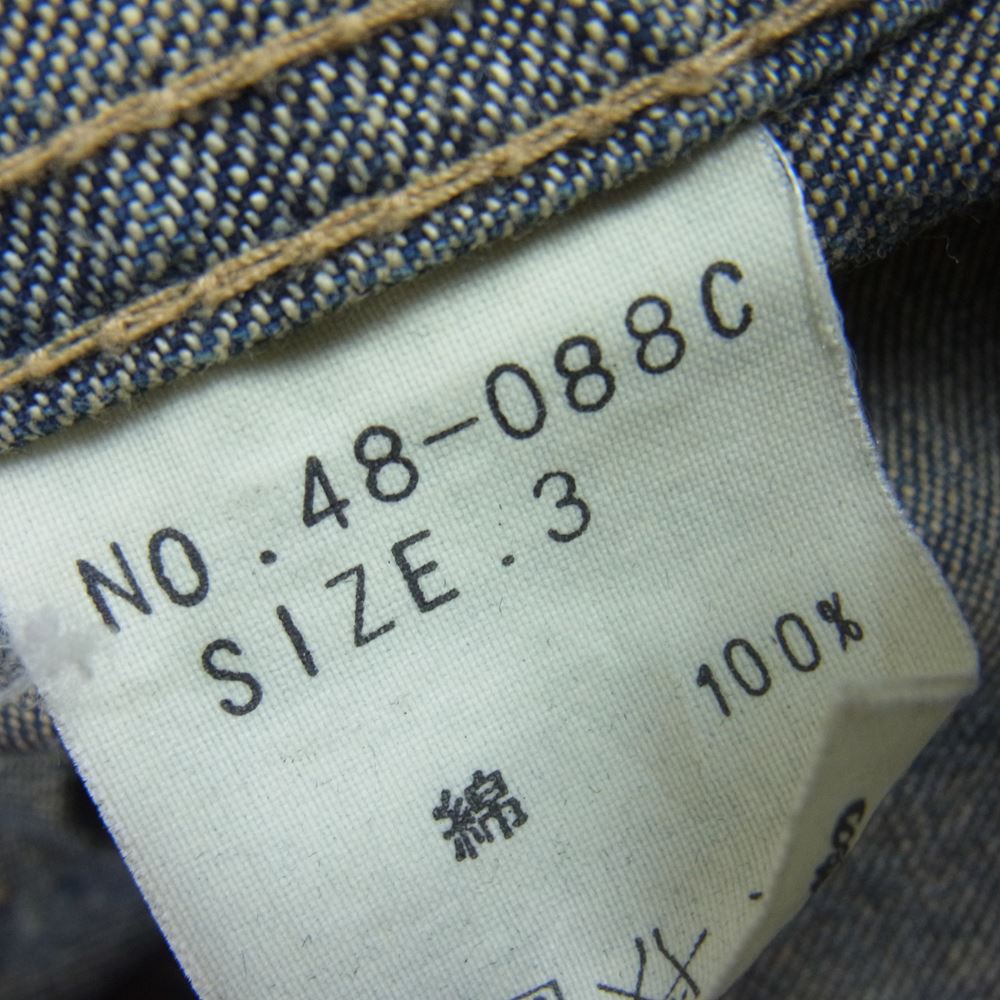 NO.48-088C
SIZE.3
100%
綿